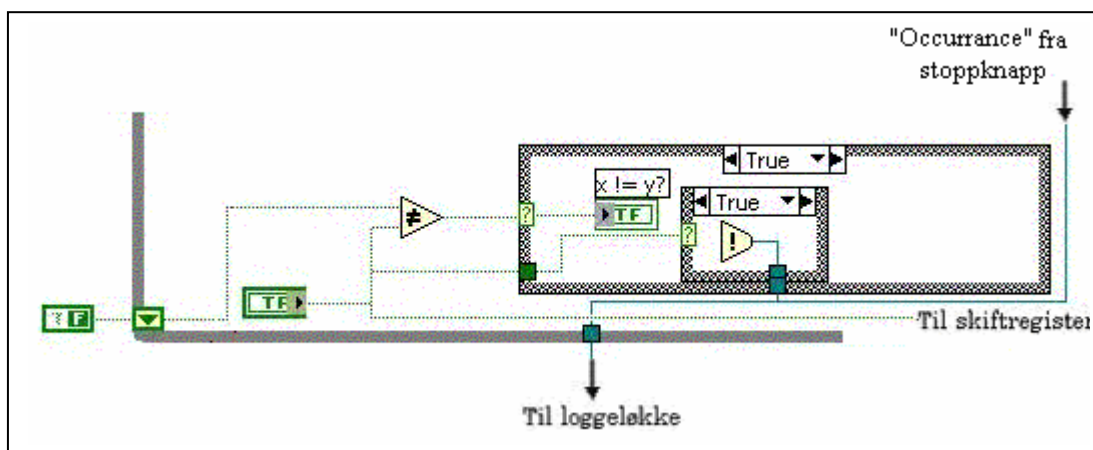 "Occurrance" fra
stoppknapp
True
x != y?
TF
True
?
?
!
≠
F
TF
Til skiftregister
Til loggeløkke